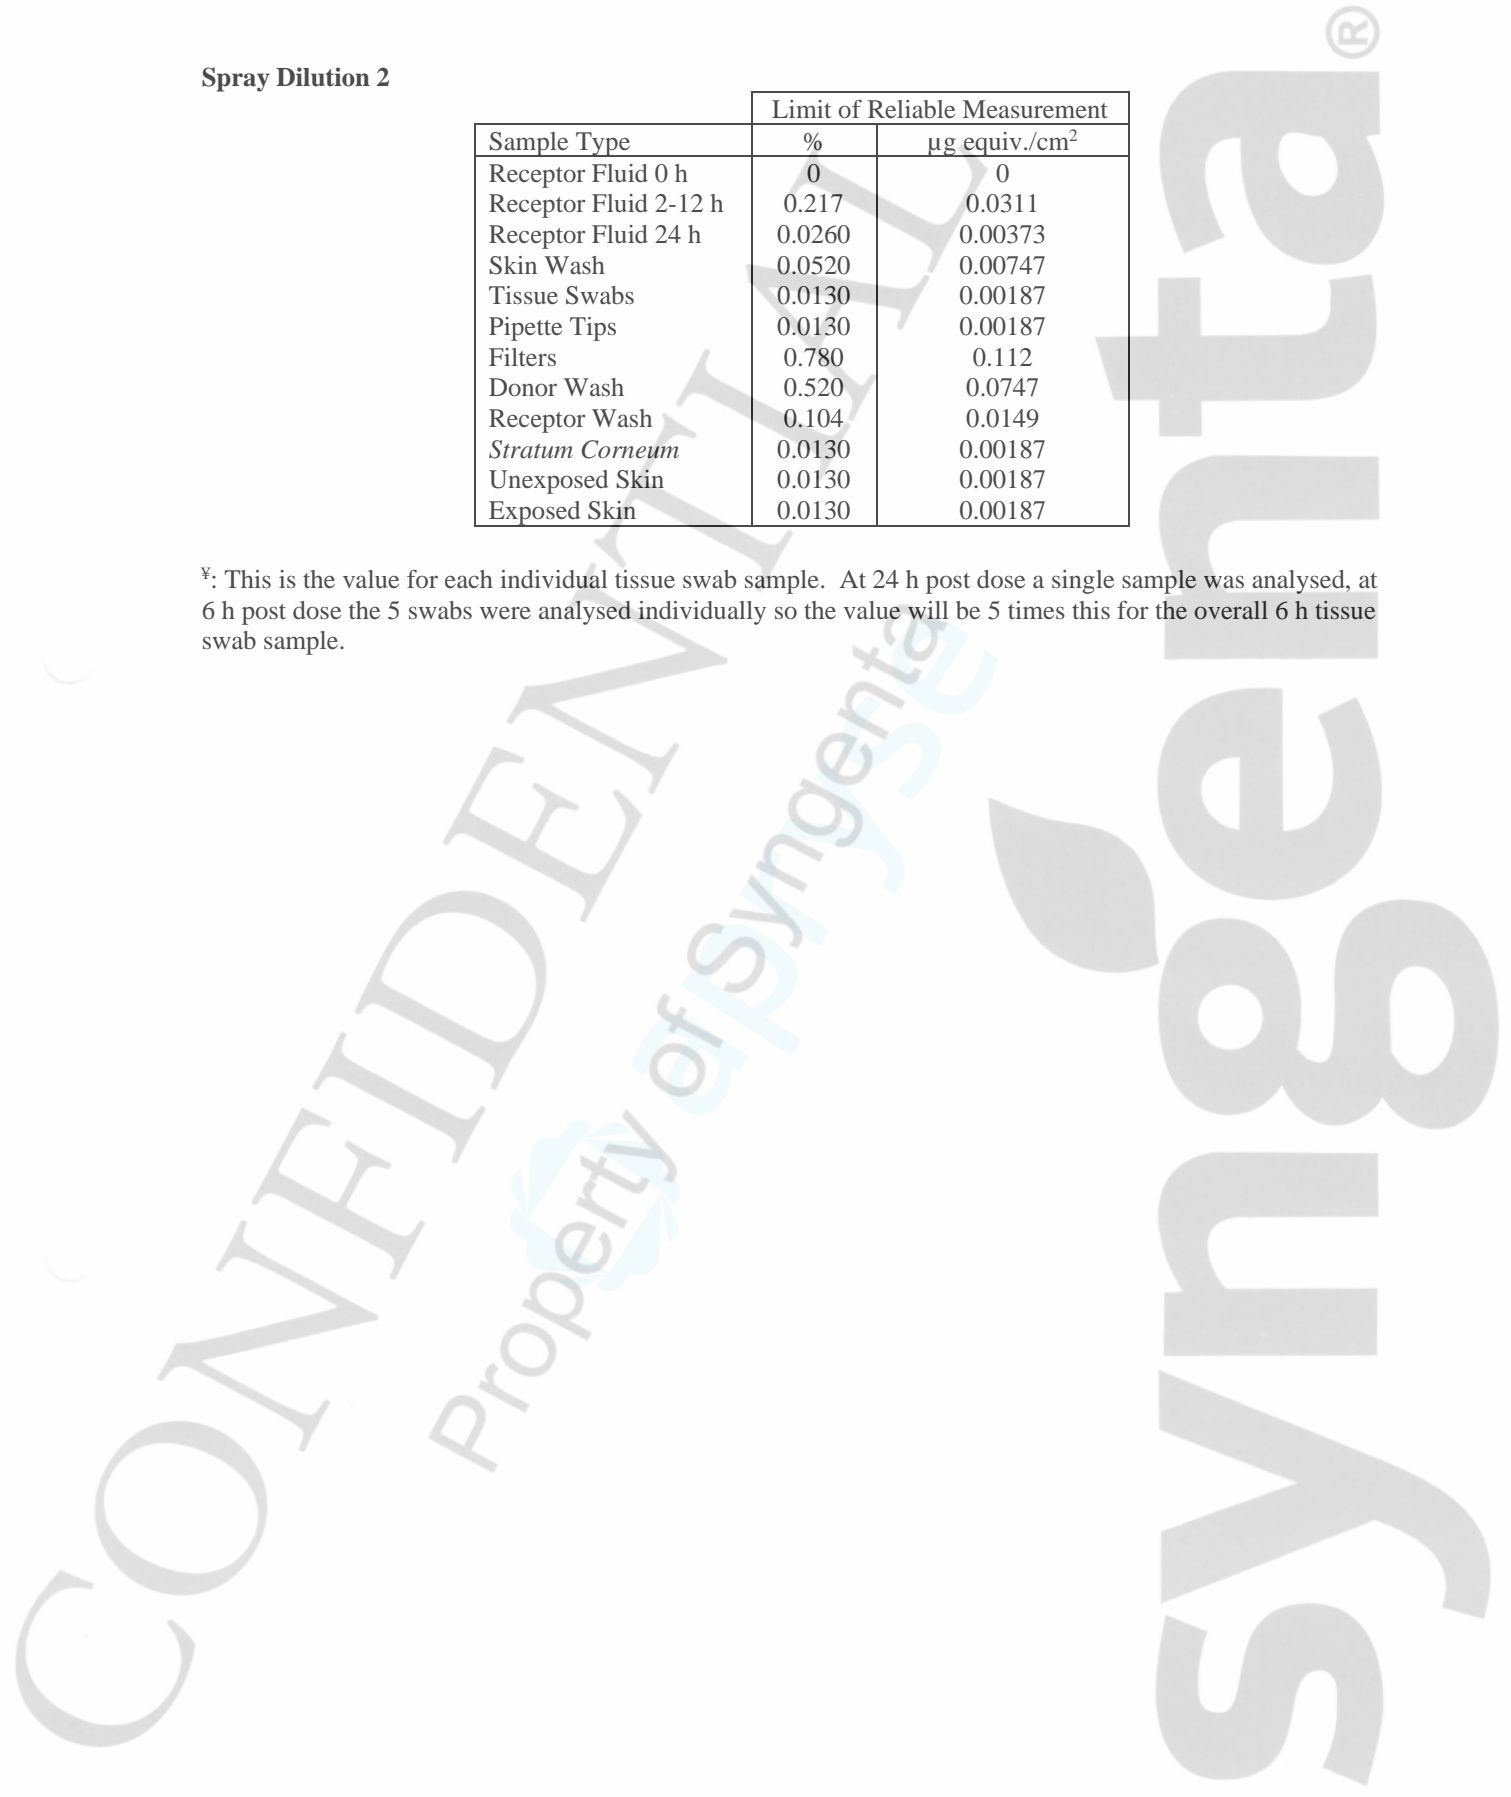 Spray Dilution 2
Limit of Reliable Measurement
Sample Type % µg equiv./cm²
Receptor Fluid 0 h 0 0
Receptor Fluid 2-12 h 0.217 0.0311
Receptor Fluid 24 h 0.0260 0.00373
Skin Wash 0.0520 0.00747
Tissue Swabs 0.0130 0.00187
Pipette Tips 0.0130 0.00187
Filters 0.780 0.112
Donor Wash 0.520 0.0747
Receptor Wash 0.104 0.0149
Stratum Corneum 0.0130 0.00187
Unexposed Skin 0.0130 0.00187
Exposed Skin 0.0130 0.00187
¥: This is the value for each individual tissue swab sample. At 24 h post dose a single sample was analysed, at
6 h post dose the 5 swabs were analysed individually so the value will be 5 times this for the overall 6 h tissue
swab sample.
CONFIDENTIAL
Property of Syngenta
apryse
syngenta®